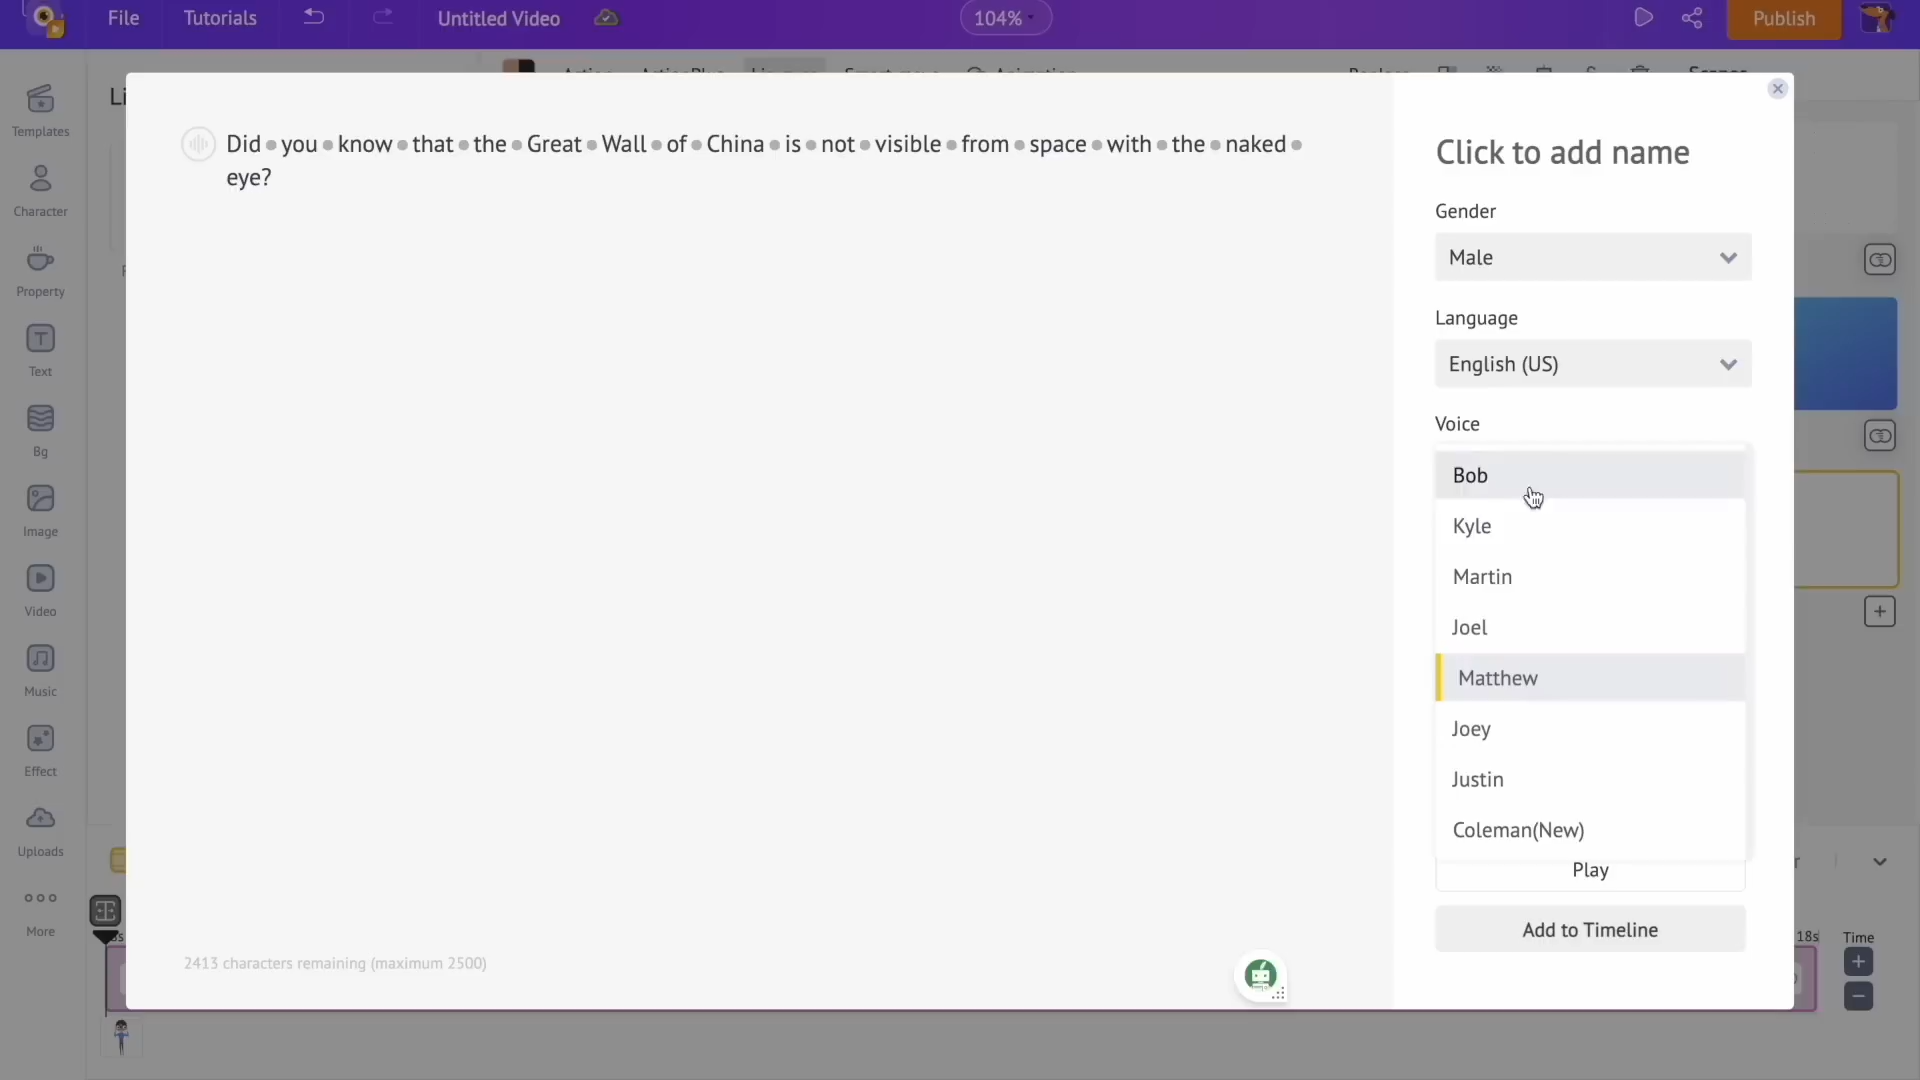 File
Tutorials
Untitled Video
104%
Publish
Did you know that the Great Wall of China is not visible from space with the naked
eye?
Click to add name
Gender
Male
Language
English (US)
Voice
Bob
Kyle
Martin
Joel
Matthew
Joey
Justin
Coleman(New)
Play
Add to Timeline
2413 characters remaining (maximum 2500)
Templates
Character
Property
Text
Bg
Image
Video
Music
Effect
Uploads
More
18s
Time